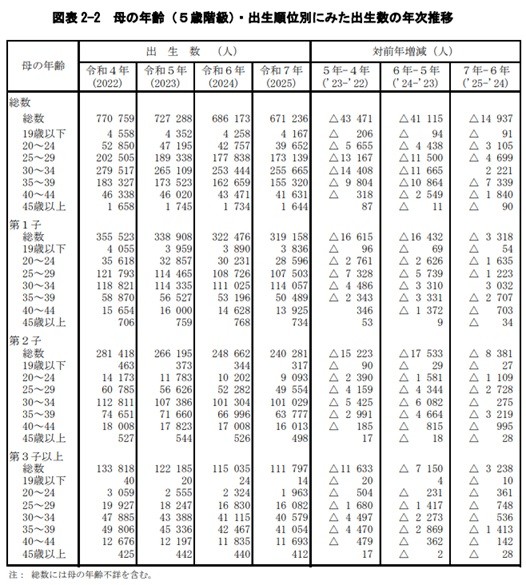 図表2-2　母の年齢（５歳階級）・出生順位別にみた出生数の年次推移
母の年齢 出生数（人） 対前年増減（人）
令和４年 令和５年 令和６年 令和７年 ５年－４年 ６年－５年 ７年－６年
(2022) (2023) (2024) (2025) ('23-'22) ('24-'23) ('25-'24)
総数
総数 770 759 727 288 686 173 671 236 △43 471 △41 115 △14 937
19歳以下 4 558 4 352 4 258 4 167 △ 206 △ 94 △ 91
20～24 52 850 47 195 42 757 39 652 △ 5 655 △ 4 438 △ 3 105
25～29 202 505 189 338 177 838 173 139 △13 167 △11 500 △ 4 699
30～34 279 517 265 109 253 444 255 665 △14 408 △11 665 2 221
35～39 183 327 173 523 162 659 155 320 △ 9 804 △10 864 △ 7 339
40～44 46 338 46 020 43 471 41 631 △ 318 △ 2 549 △ 1 840
45歳以上 1 658 1 745 1 734 1 644 87 △ 11 △ 90
第１子
総数 355 523 338 908 322 476 319 158 △16 615 △16 432 △ 3 318
19歳以下 4 055 3 959 3 890 3 836 △ 96 △ 69 △ 54
20～24 35 618 32 857 30 231 28 596 △ 2 761 △ 2 626 △ 1 635
25～29 121 793 114 465 108 726 107 503 △ 7 328 △ 5 739 △ 1 223
30～34 118 821 114 335 111 025 114 057 △ 4 486 △ 3 310 3 032
35～39 58 870 56 527 53 196 50 489 △ 2 343 △ 3 331 △ 2 707
40～44 15 654 16 000 14 628 13 925 346 △ 1 372 △ 703
45歳以上 706 759 768 734 53 9 △ 34
第２子
総数 281 418 266 195 248 662 240 281 △15 223 △17 533 △ 8 381
19歳以下 463 373 344 317 △ 90 △ 29 △ 27
20～24 14 173 11 783 10 202 9 093 △ 2 390 △ 1 581 △ 1 109
25～29 60 785 56 626 52 282 49 554 △ 4 159 △ 4 344 △ 2 728
30～34 112 811 107 386 101 304 101 029 △ 5 425 △ 6 082 △ 275
35～39 74 651 71 660 66 996 63 777 △ 2 991 △ 4 664 △ 3 219
40～44 18 008 17 823 17 008 16 013 △ 185 △ 815 △ 995
45歳以上 527 544 526 498 17 △ 18 △ 28
第３子以上
総数 133 818 122 185 115 035 111 797 △11 633 △ 7 150 △ 3 238
19歳以下 40 20 24 14 △ 20 4 △ 10
20～24 3 059 2 555 2 324 1 963 △ 504 △ 231 △ 361
25～29 19 927 18 247 16 830 16 082 △ 1 680 △ 1 417 △ 748
30～34 47 885 43 388 41 115 40 579 △ 4 497 △ 2 273 △ 536
35～39 49 806 45 336 42 467 41 054 △ 4 470 △ 2 869 △ 1 413
40～44 12 676 12 197 11 835 11 693 △ 479 △ 362 △ 142
45歳以上 425 442 440 412 17 △ 2 △ 28
注：総数には母の年齢不詳を含む。